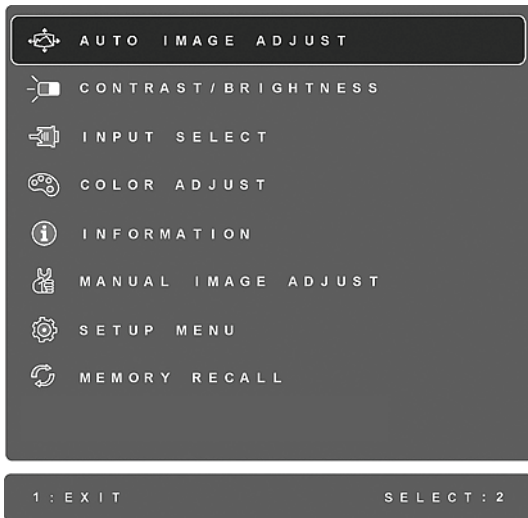 AUTO IMAGE ADJUST
CONTRAST/BRIGHTNESS
INPUT SELECT
COLOR ADJUST
INFORMATION
MANUAL IMAGE ADJUST
SETUP MENU
MEMORY RECALL
1:EXIT SELECT:2